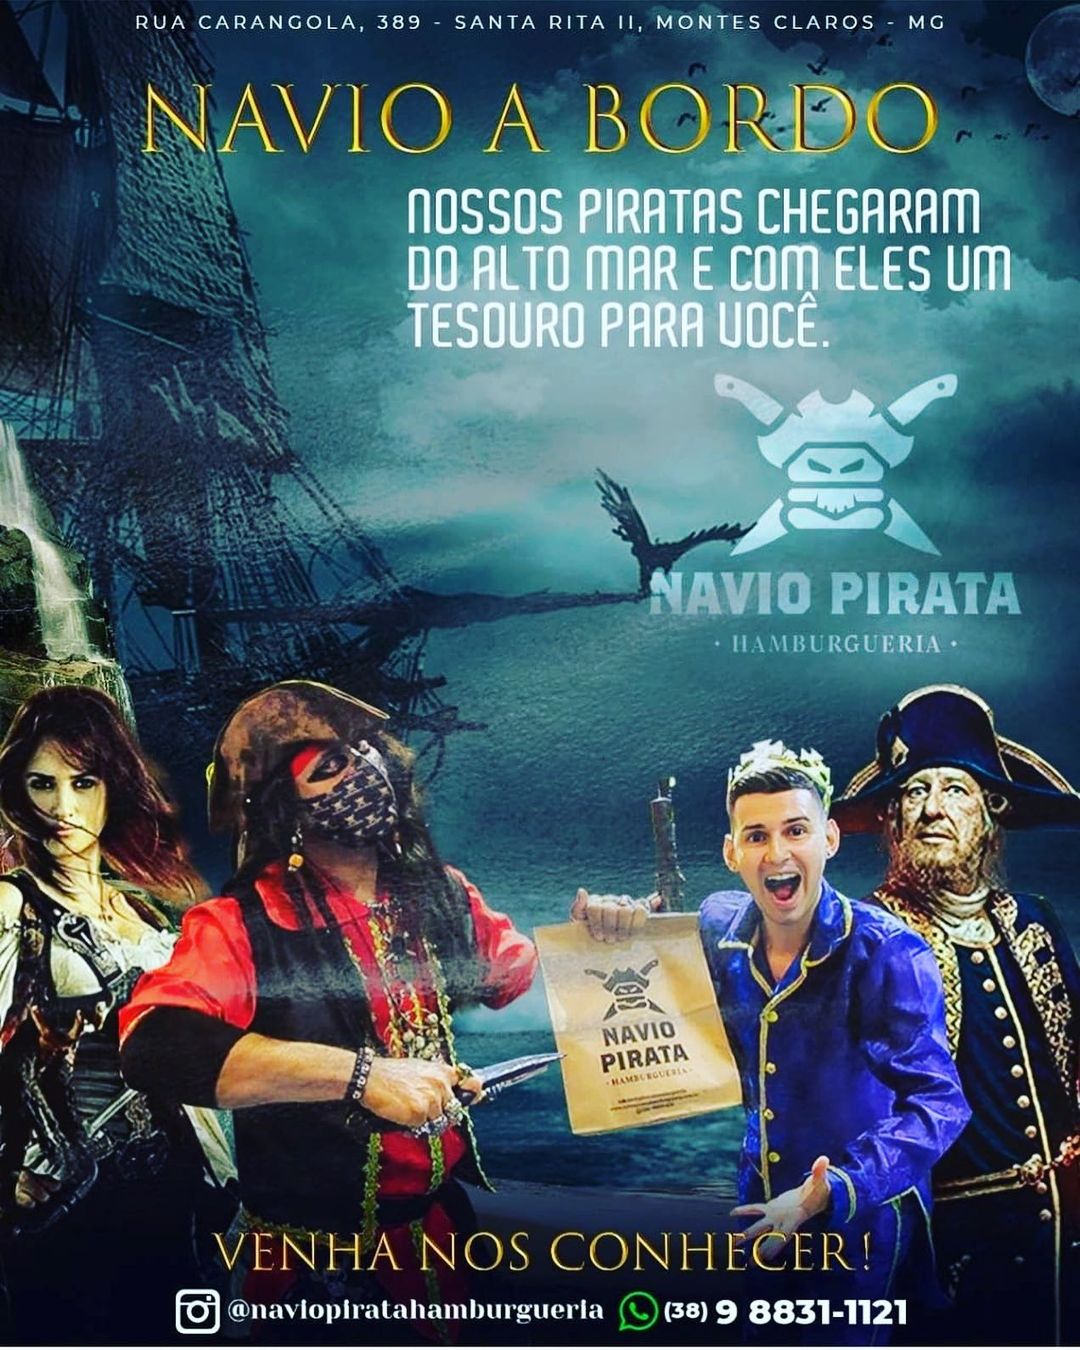 RUA CARANGOLA, 389 - SANTA RITA II, MONTES CLAROS - MG
NAVIO A BORDO
NOSSOS PIRATAS CHEGARAM
DO ALTO MAR E COM ELES UM
TESOURO PARA VOCÊ.
NAVIO PIRATA
• HAMBURGUERIA •
NAVIO
PIRATA
• HAMBURGUERIA •
VENHA NOS CONHECER!
@naviopiratahamburgueria (38) 9 8831-1121